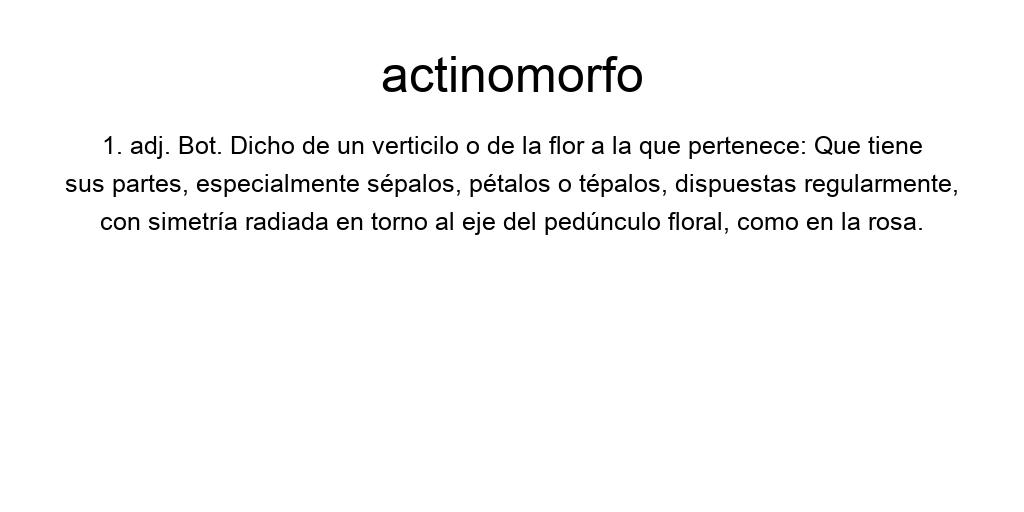 actinomorfo
1. adj. Bot. Dicho de un verticilo o de la flor a la que pertenece: Que tiene
sus partes, especialmente sépalos, pétalos o tépalos, dispuestas regularmente,
con simetría radiada en torno al eje del pedúnculo floral, como en la rosa.